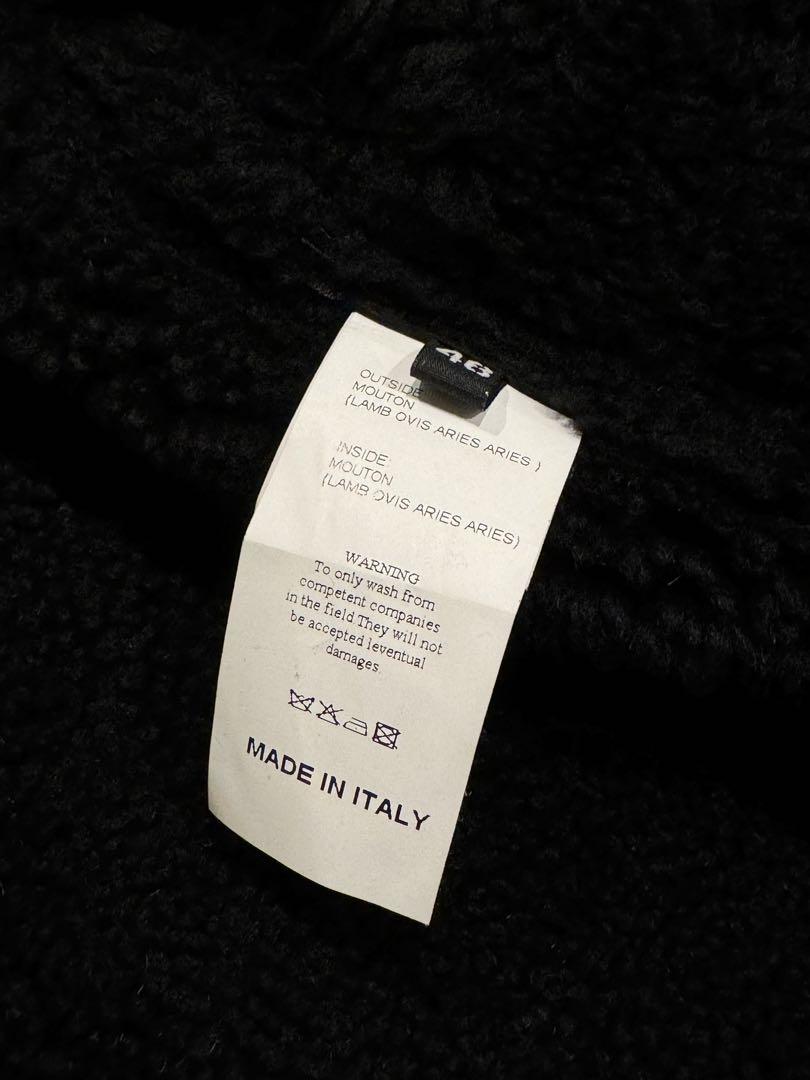 48
OUTSIDE
MOUTON
(LAMB OVIS ARIES ARIES )
INSIDE:
MOUTON
(LAMB OVIS ARIES ARIES)
WARNING
To only wash from
competent companies
in the field They will not
be accepted leventual
damages.
MADE IN ITALY